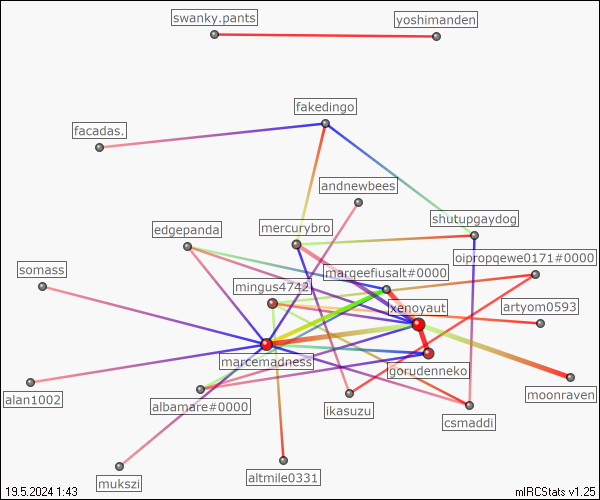 swanky.pants
yoshimanden
fakedingo
facadas.
andnewbees
shutupgaydog
mercurybro
edgepanda
oipropqewe0171#0000
marqeefiusalt#0000
somass
mingus4742
xenoyaut
artyom0593
marcemadness
gorudenneko
alan1002
albamare#0000
ikasuzu
moonraven
csmaddi
mukszi
altmile0331
19.5.2024 1:43
mIRCStats v1.25